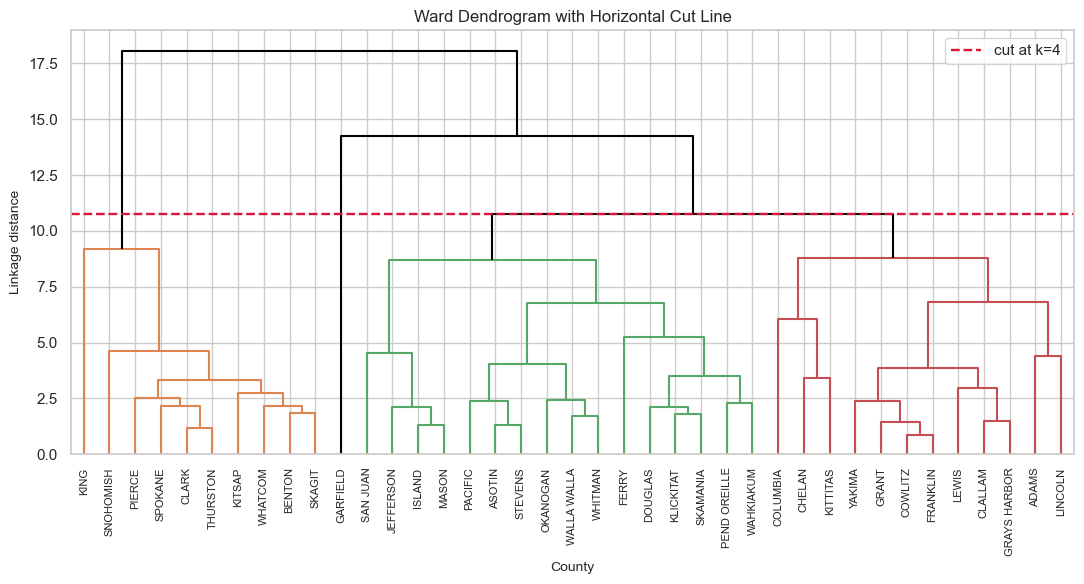 Ward Dendrogram with Horizontal Cut Line
cut at k=4
Linkage distance
17.5
15.0
12.5
10.0
7.5
5.0
2.5
0.0
KING
SNOHOMISH
PIERCE
SPOKANE
CLARK
THURSTON
KITSAP
WHATCOM
BENTON
SKAGIT
GARFIELD
SAN JUAN
JEFFERSON
ISLAND
MASON
PACIFIC
ASOTIN
STEVENS
OKANOGAN
WALLA WALLA
WHITMAN
FERRY
DOUGLAS
KLICKITAT
SKAMANIA
PEND OREILLE
WAHKIAKUM
COLUMBIA
CHELAN
KITTITAS
YAKIMA
GRANT
COWLITZ
FRANKLIN
LEWIS
CLALLAM
GRAYS HARBOR
ADAMS
LINCOLN
County